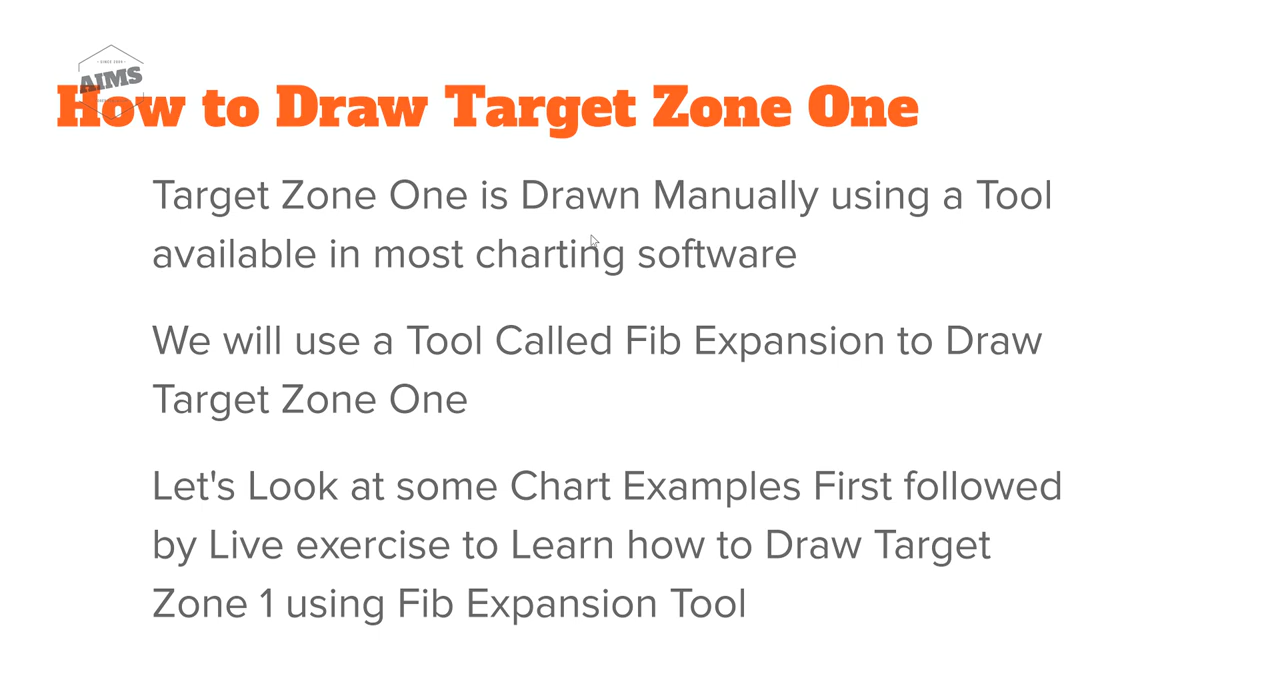 SINCE 2004
AIMS
How to Draw Target Zone One
Target Zone One is Drawn Manually using a Tool
available in most charting software
We will use a Tool Called Fib Expansion to Draw
Target Zone One
Let's Look at some Chart Examples First followed
by Live exercise to Learn how to Draw Target
Zone 1 using Fib Expansion Tool